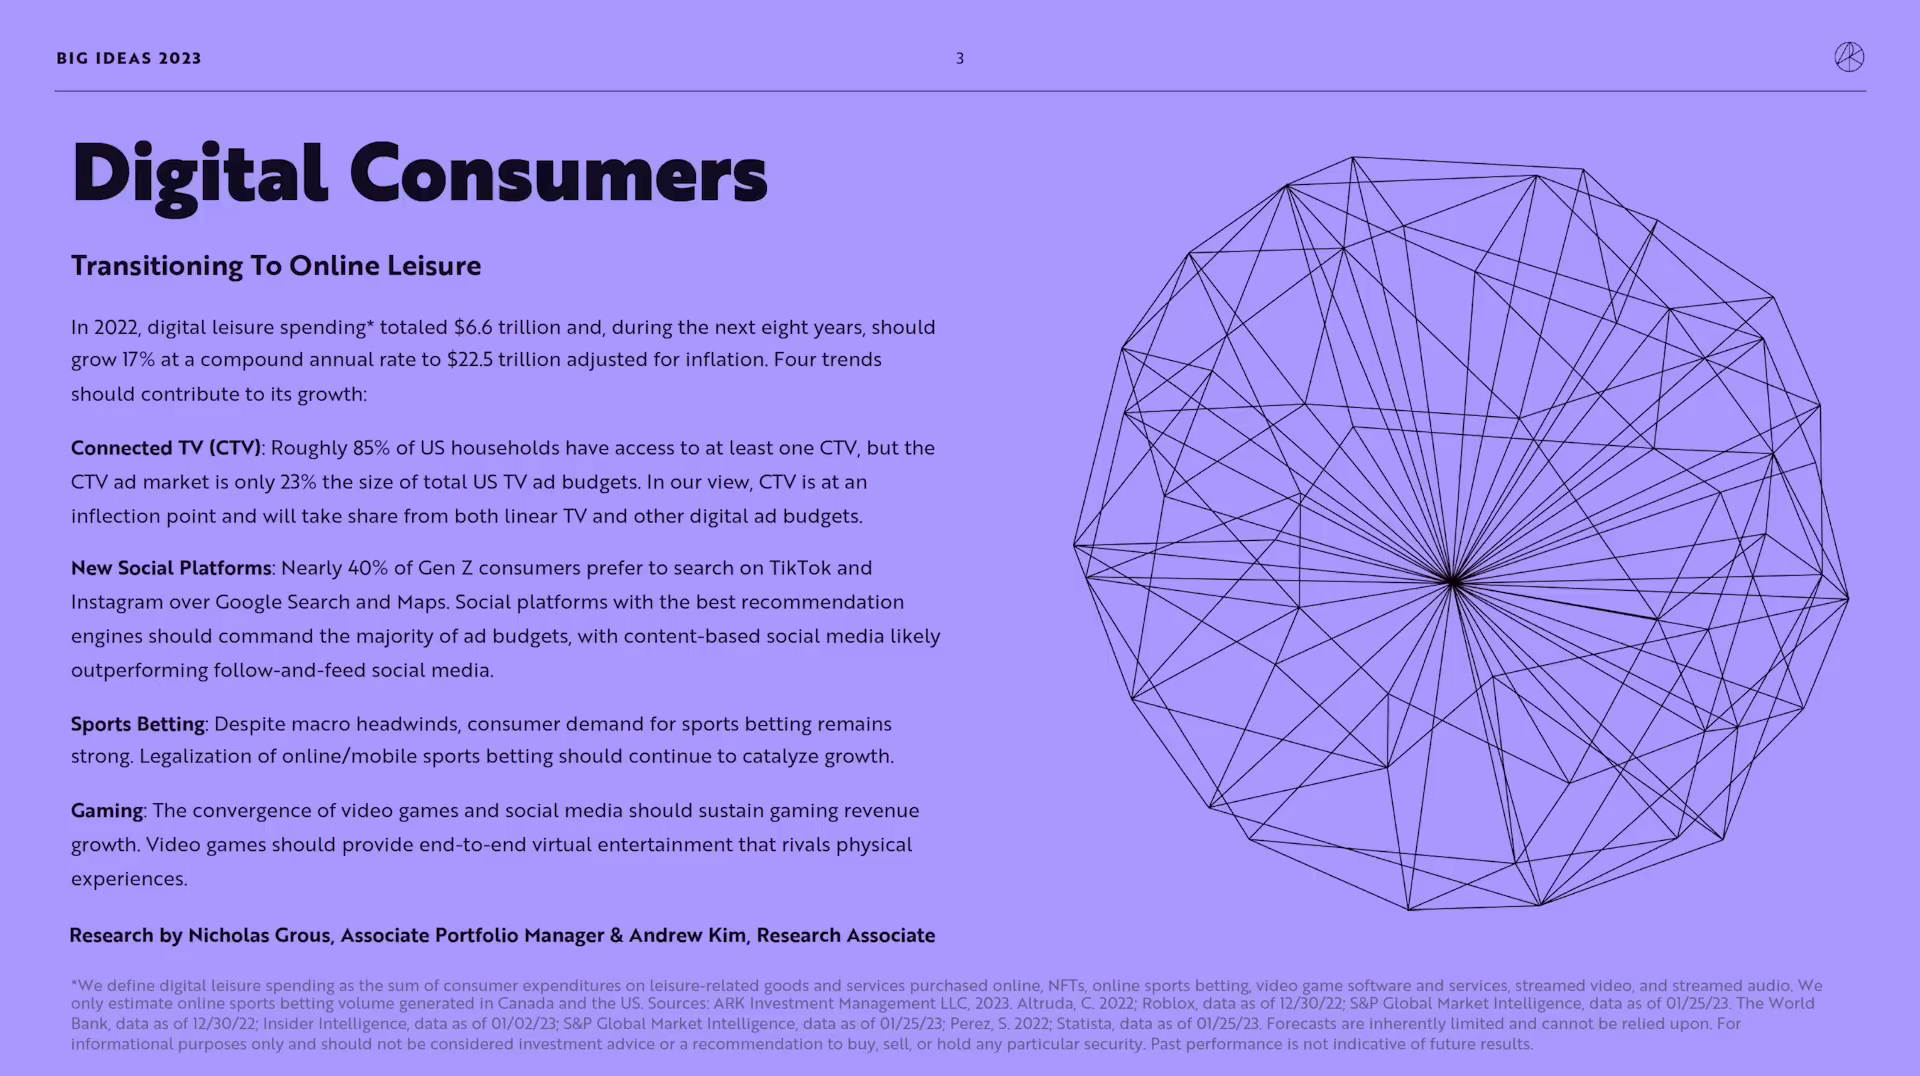 BIG IDEAS 2023
3
Digital Consumers
Transitioning To Online Leisure
In 2022, digital leisure spending* totaled $6.6 trillion and, during the next eight years, should
grow 17% at a compound annual rate to $22.5 trillion adjusted for inflation. Four trends
should contribute to its growth:
Connected TV (CTV): Roughly 85% of US households have access to at least one CTV, but the
CTV ad market is only 23% the size of total US TV ad budgets. In our view, CTV is at an
inflection point and will take share from both linear TV and other digital ad budgets.
New Social Platforms: Nearly 40% of Gen Z consumers prefer to search on TikTok and
Instagram over Google Search and Maps. Social platforms with the best recommendation
engines should command the majority of ad budgets, with content-based social media likely
outperforming follow-and-feed social media.
Sports Betting: Despite macro headwinds, consumer demand for sports betting remains
strong. Legalization of online/mobile sports betting should continue to catalyze growth.
Gaming: The convergence of video games and social media should sustain gaming revenue
growth. Video games should provide end-to-end virtual entertainment that rivals physical
experiences.
Research by Nicholas Grous, Associate Portfolio Manager & Andrew Kim, Research Associate
*We define digital leisure spending as the sum of consumer expenditures on leisure-related goods and services purchased online, NFTs, online sports betting, video game software and services, streamed video, and streamed audio. We
only estimate online sports betting volume generated in Canada and the US. Sources: ARK Investment Management LLC, 2023. Altruda, C. 2022; Roblox, data as of 12/30/22; S&P Global Market Intelligence, data as of 01/25/23. The World
Bank, data as of 12/30/22; Insider Intelligence, data as of 01/02/23; S&P Global Market Intelligence, data as of 01/25/23; Perez, S. 2022; Statista, data as of 01/25/23. Forecasts are inherently limited and cannot be relied upon. For
informational purposes only and should not be considered investment advice or a recommendation to buy, sell, or hold any particular security. Past performance is not indicative of future results.